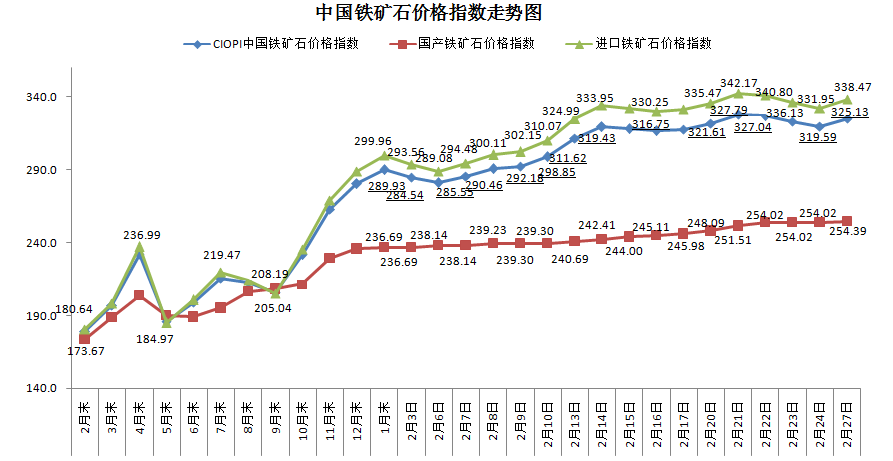 中国铁矿石价格指数走势图
CIOPI中国铁矿石价格指数
国产铁矿石价格指数
进口铁矿石价格指数
340.0
290.0
240.0
190.0
140.0
180.64
236.99
184.97
219.47
205.04
299.96
293.56
289.08
294.48
300.11
302.15
310.07
324.99
333.95
330.25
335.47
342.17
340.80
336.13
331.95
338.47
289.93
284.54
285.55
290.46
292.18
298.85
311.62
319.43
316.75
321.61
327.79
327.04
319.59
325.13
173.67
208.19
236.69
236.69
238.14
238.14
239.23
239.30
239.30
240.69
242.41
244.00
245.11
245.98
248.09
251.51
254.02
254.02
254.02
254.39
2月末
3月末
4月末
5月末
6月末
7月末
8月末
9月末
10月末
11月末
12月末
1月末
2月3日
2月6日
2月7日
2月8日
2月9日
2月10日
2月13日
2月14日
2月15日
2月16日
2月17日
2月20日
2月21日
2月22日
2月23日
2月24日
2月27日